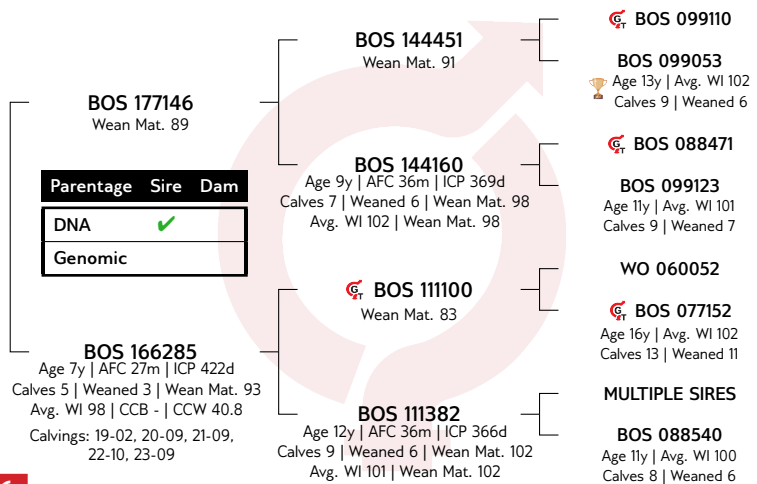 BOS 177146
Wean Mat. 89
Parentage Sire Dam
DNA ✔
Genomic
BOS 166285
Age 7y | AFC 27m | ICP 422d
Calves 5 | Weaned 3 | Wean Mat. 93
Avg. WI 98 | CCB - | CCW 40.8
Calvings: 19-02, 20-09, 21-09,
22-10, 23-09
BOS 144451
Wean Mat. 91
BOS 144160
Age 9y | AFC 36m | ICP 369d
Calves 7 | Weaned 6 | Wean Mat. 98
Avg. WI 102 | Wean Mat. 98
GT BOS 111100
Wean Mat. 83
BOS 111382
Age 12y | AFC 36m | ICP 366d
Calves 9 | Weaned 6 | Wean Mat. 102
Avg. WI 101 | Wean Mat. 102
GT BOS 099110
BOS 099053
Age 13y | Avg. WI 102
Calves 9 | Weaned 6
GT BOS 088471
BOS 099123
Age 11y | Avg. WI 101
Calves 9 | Weaned 7
WO 060052
GT BOS 077152
Age 16y | Avg. WI 102
Calves 13 | Weaned 11
MULTIPLE SIRES
BOS 088540
Age 11y | Avg. WI 100
Calves 8 | Weaned 6